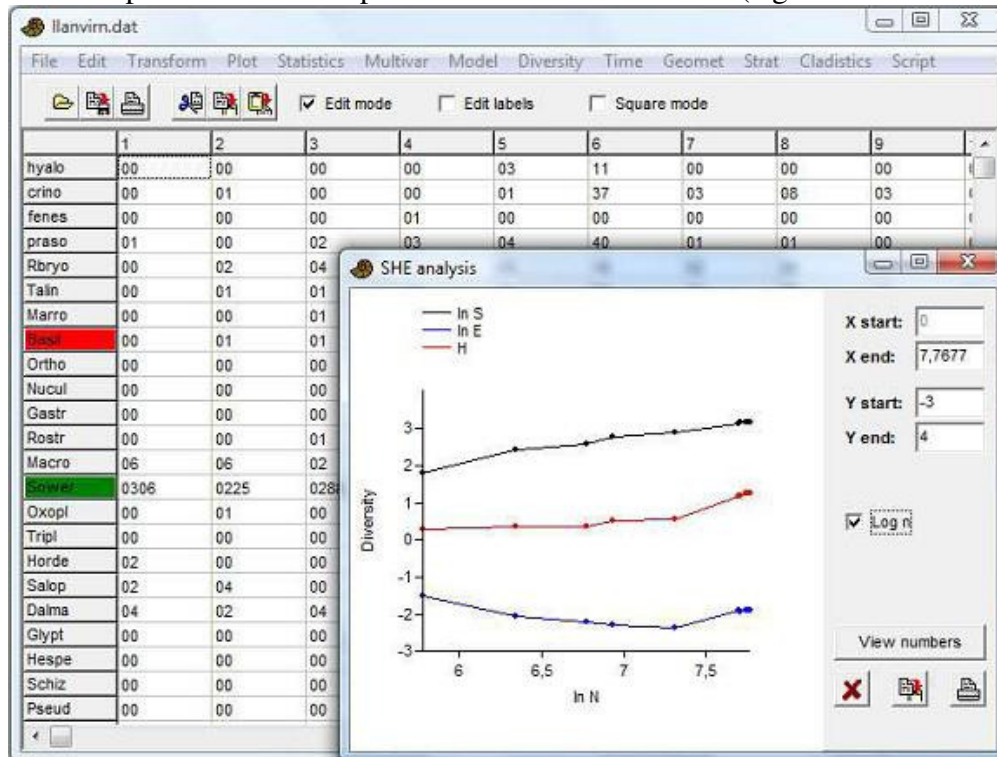 llanvirn.dat
File Edit Transform Plot Statistics Multivar Model Diversity Time Geomet Strat Cladistics Script
Edit mode Edit labels Square mode
1 2 3 4 5 6 7 8 9
hyalo 00 00 00 00 03 11 00 00 00
crino 00 01 00 00 01 37 03 08 03
fenes 00 00 00 01 00 00 00 00 00
praso 01 00 02 03 04 40 01 01 00
Rbryo 00 02 04
Talin 00 01 01
Marro 00 00 01
00 01 01
Ortho 00 00 00
Nucul 00 00 00
Gastr 00 00 00
Rostr 00 00 01
Macro 06 06 02
Sower 0306 0225
Oxopl 00 01 00
Tripl 00 00 00
Horde 02 00 00
Salop 02 04 00
Dalma 04 02 04
Glypt 00 00 00
Hespe 00 00 00
Schiz 00 00 00
Pseud 00 00 00
SHE analysis
ln S
ln E
H
Diversity
3
2
1
0
-1
-2
-3
6 6,5 7 7,5
ln N
X start: 0
X end: 7,7677
Y start: -3
Y end: 4
Log n
View numbers